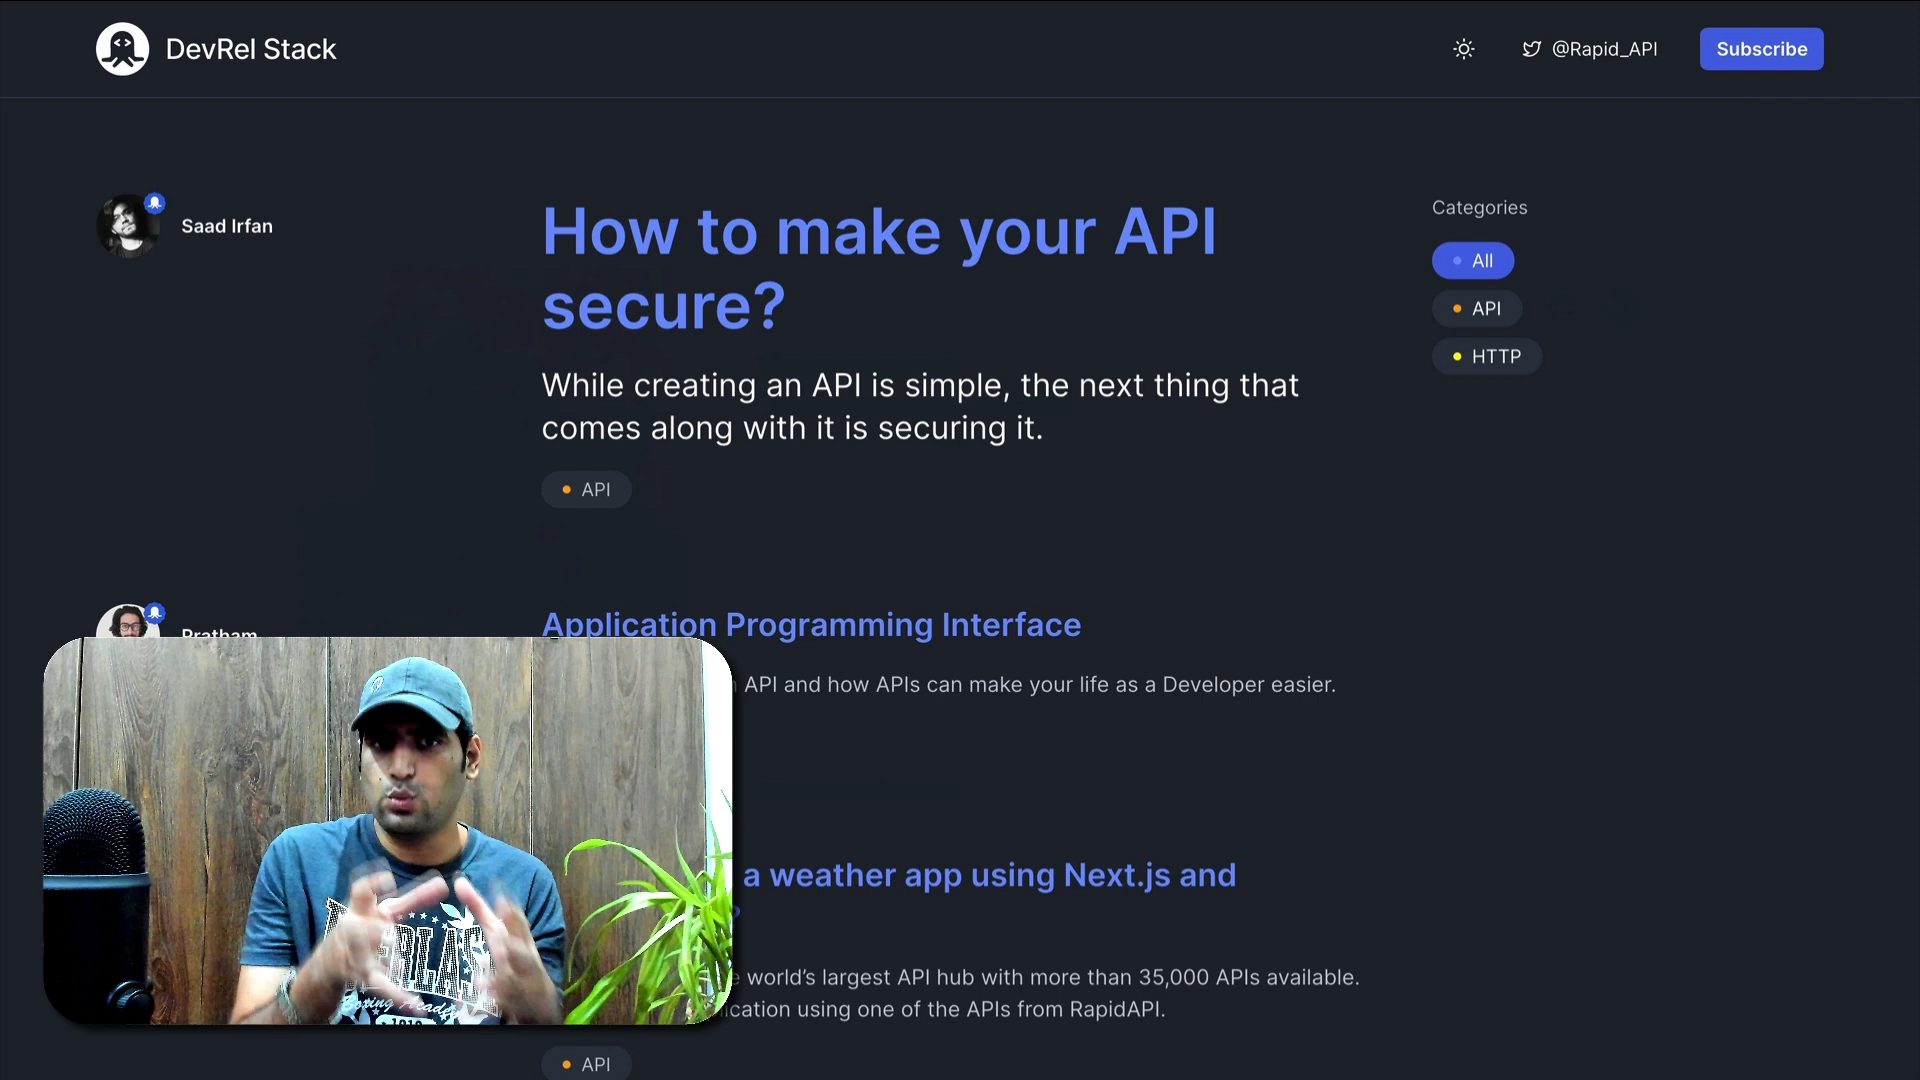 DevRel Stack
@Rapid_API
Subscribe
Saad Irfan
How to make your API
secure?
While creating an API is simple, the next thing that
comes along with it is securing it.
API
Categories
All
API
HTTP
Pratham
Application Programming Interface
API and how APIs can make your life as a Developer easier.
a weather app using Next.js and
?
world’s largest API hub with more than 35,000 APIs available.
using one of the APIs from RapidAPI.
API
Boxing Academy